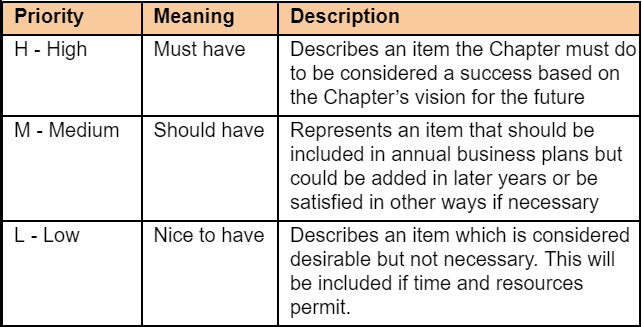 Priority Meaning Description
H - High Must have Describes an item the Chapter must do
to be considered a success based on
the Chapter's vision for the future
M - Medium Should have Represents an item that should be
included in annual business plans but
could be added in later years or be
satisfied in other ways if necessary
L - Low Nice to have Describes an item which is considered
desirable but not necessary. This will
be included if time and resources
permit.